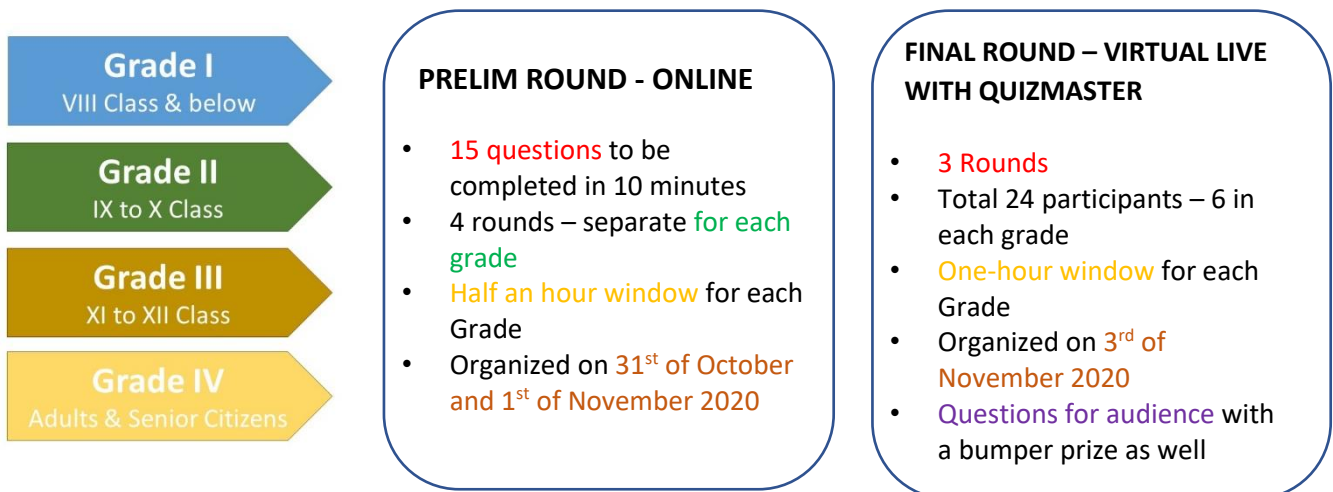 Grade I
VIII Class & below
Grade II
IX to X Class
Grade III
XI to XII Class
Grade IV
Adults & Senior Citizens
PRELIM ROUND - ONLINE
• 15 questions to be
completed in 10 minutes
• 4 rounds – separate for each
grade
• Half an hour window for each
Grade
• Organized on 31st of October
and 1st of November 2020
FINAL ROUND – VIRTUAL LIVE
WITH QUIZMASTER
• 3 Rounds
• Total 24 participants – 6 in
each grade
• One-hour window for each
Grade
• Organized on 3rd of
November 2020
• Questions for audience with
a bumper prize as well